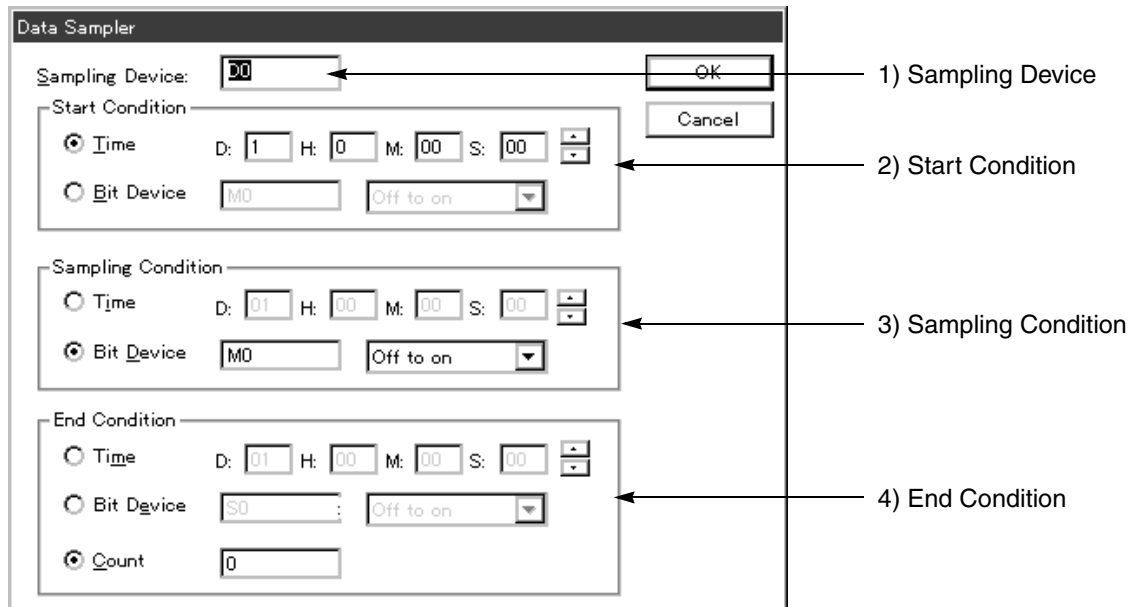 Data Sampler
Sampling Device: D0 OK 1) Sampling Device
Start Condition Cancel
Time D: 1 H: 0 M: 00 S: 00 2) Start Condition
Bit Device M0 Off to on
Sampling Condition
Time D: 01 H: 00 M: 00 S: 00 3) Sampling Condition
Bit Device M0 Off to on
End Condition
Time D: 01 H: 00 M: 00 S: 00
Bit Device S0 : Off to on 4) End Condition
Count 0